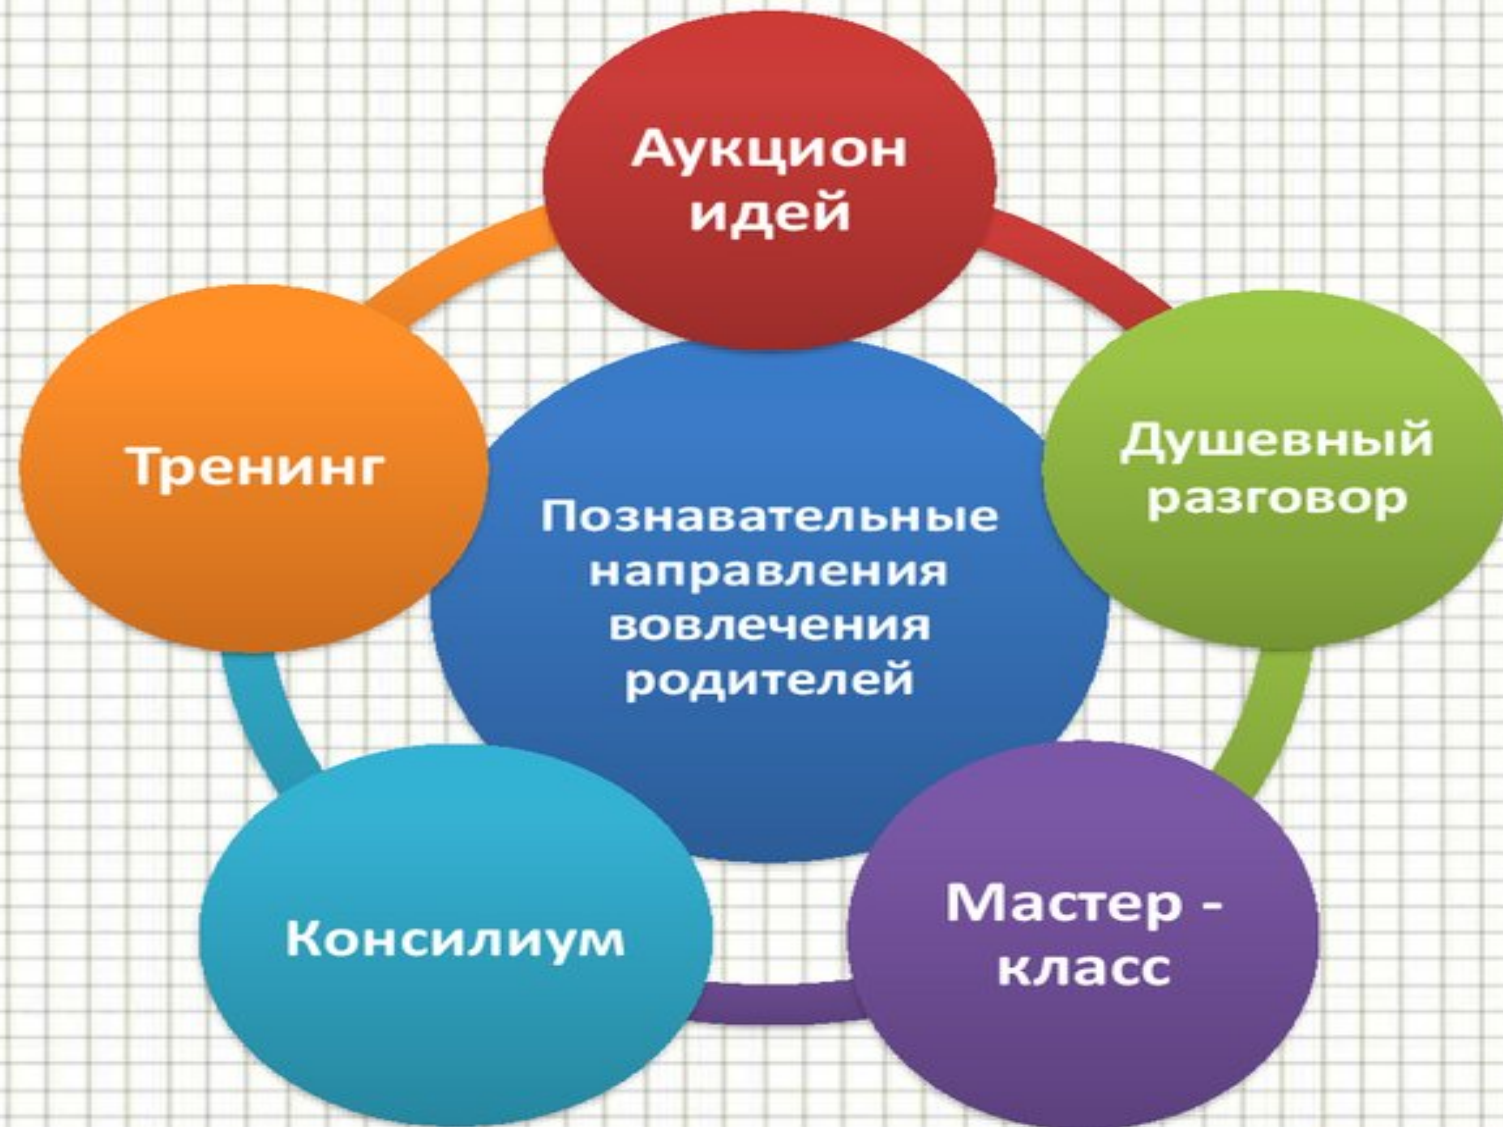 Аукцион
идей
Душевный
разговор
Мастер -
класс
Консилиум
Тренинг
Познавательные
направления
вовлечения
родителей